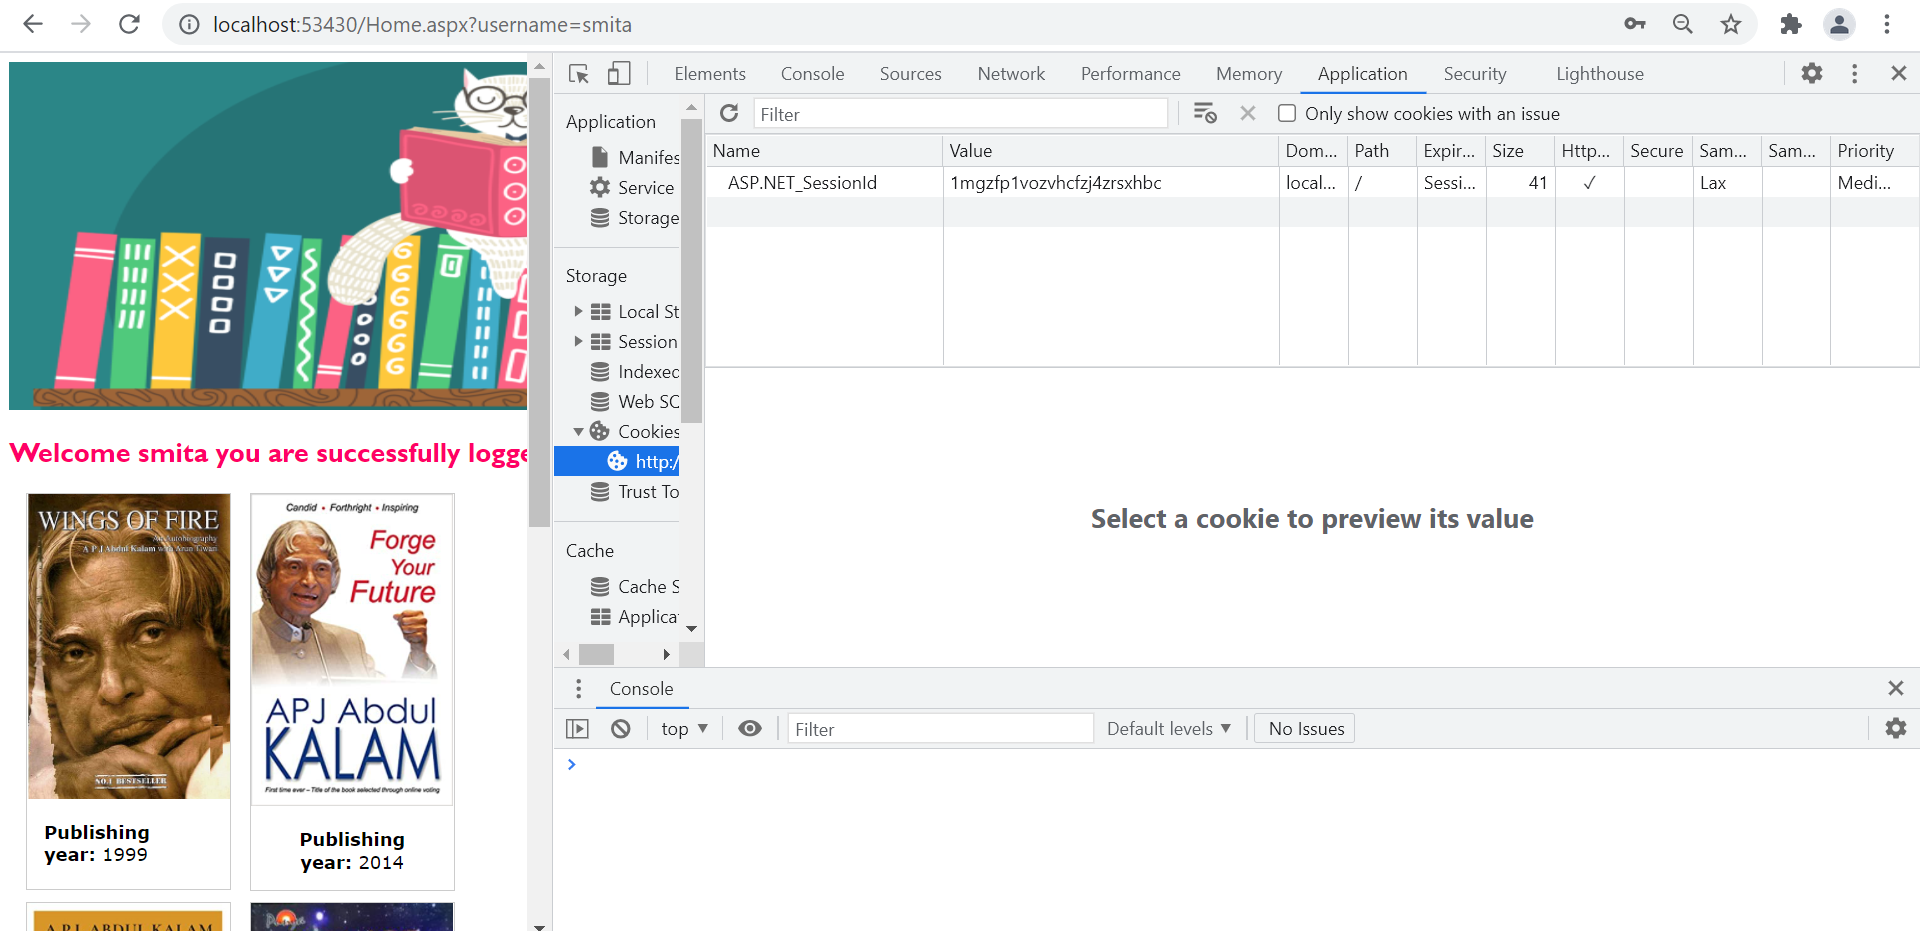 localhost:53430/Home.aspx?username=smita
Welcome smita you are successfully logge
WINGS OF FIRE
An Autobiography
A P J Abdul Kalam with Arun Tiwari
NO.1 BESTSELLER
Publishing
year: 1999
Candid • Forthright • Inspiring
Forge
Your
Future
APJ Abdul
KALAM
First time ever – Title of the book selected through online voting
Publishing
year: 2014
A P J ABDUL KALAM
Elements Console Sources Network Performance Memory Application Security Lighthouse
Application
Manifes
Service
Storage
Storage
Local St
Session
Indexed
Web SQ
Cookies
http:/
Trust To
Cache
Cache S
Applica
Filter
Only show cookies with an issue
Name Value Dom... Path Expir... Size Http... Secure Sam... Sam... Priority
ASP.NET_SessionId 1mgzfp1vozvhcfzj4zrsxhbc local... / Sessi... 41 ✓ Lax Medi...
Select a cookie to preview its value
Console
top Filter Default levels No Issues